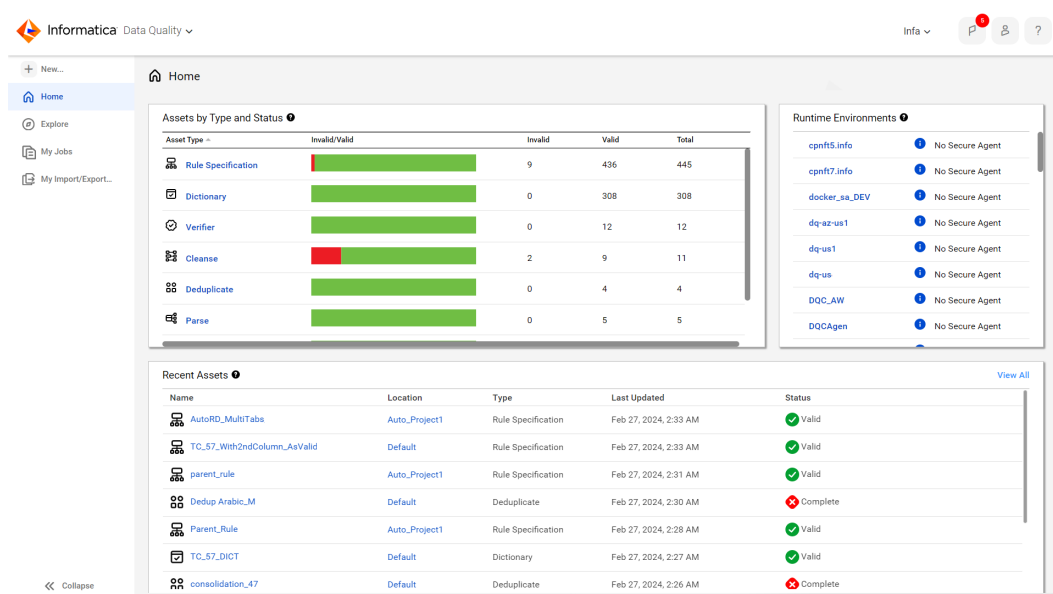 Informatica Data Quality
Infa
5
?
New...
Home
Explore
My Jobs
My Import/Export...
Collapse
Home
Assets by Type and Status ?
Asset Type Invalid/Valid Invalid Valid Total
Rule Specification 9 436 445
Dictionary 0 308 308
Verifier 0 12 12
Cleanse 2 9 11
Deduplicate 0 4 4
Parse 0 5 5
Runtime Environments ?
cpnft5.info i No Secure Agent
cpnft7.info i No Secure Agent
docker_sa_DEV i No Secure Agent
dq-az-us1 i No Secure Agent
dq-us1 i No Secure Agent
dq-us i No Secure Agent
DQC_AW i No Secure Agent
DQCAgen i No Secure Agent
Recent Assets ? View All
Name Location Type Last Updated Status
AutoRD_MultiTabs Auto_Project1 Rule Specification Feb 27, 2024, 2:33 AM Valid
TC_57_With2ndColumn_AsValid Default Rule Specification Feb 27, 2024, 2:33 AM Valid
parent_rule Auto_Project1 Rule Specification Feb 27, 2024, 2:31 AM Valid
Dedup Arabic_M Default Deduplicate Feb 27, 2024, 2:30 AM Complete
Parent_Rule Auto_Project1 Rule Specification Feb 27, 2024, 2:28 AM Valid
TC_57_DICT Default Dictionary Feb 27, 2024, 2:27 AM Valid
consolidation_47 Default Deduplicate Feb 27, 2024, 2:26 AM Complete